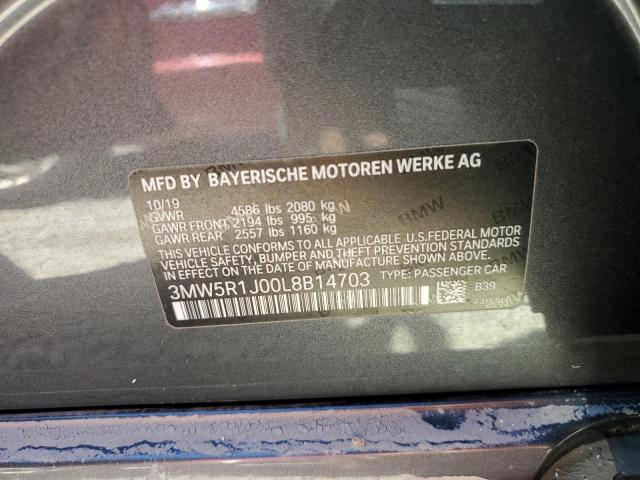 MFD BY BAYERISCHE MOTOREN WERKE AG
10/19
GVWR 4586 lbs 2080 kg
GAWR FRONT 2194 lbs 995 kg
GAWR REAR 2557 lbs 1160 kg
THIS VEHICLE CONFORMS TO ALL APPLICABLE U.S. FEDERAL MOTOR
VEHICLE SAFETY, BUMPER, AND THEFT PREVENTION STANDARDS
IN EFFECT ON THE DATE OF MANUFACTURE SHOWN ABOVE.
3MW5R1J00L8B14703 TYPE: PASSENGER CAR
B39